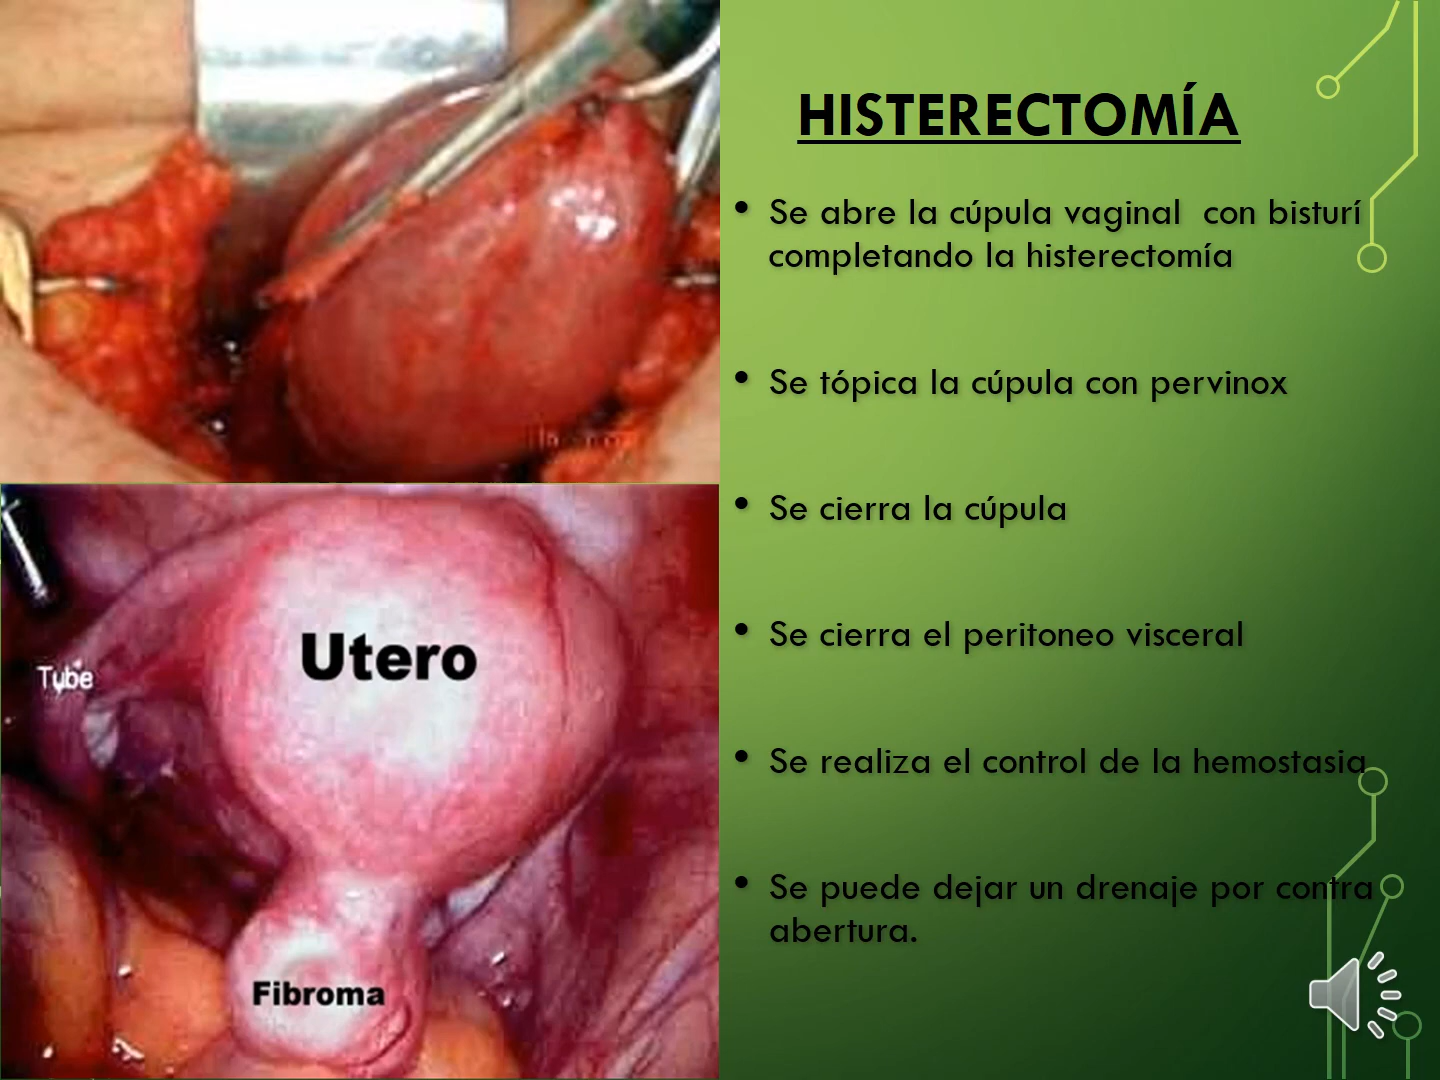 HISTERECTOMÍA
• Se abre la cúpula vaginal con bisturí
completando la histerectomía
• Se tópica la cúpula con pervinox
• Se cierra la cúpula
• Se cierra el peritoneo visceral
• Se realiza el control de la hemostasia
• Se puede dejar un drenaje por contra
abertura.
Utero
Tube
Fibroma